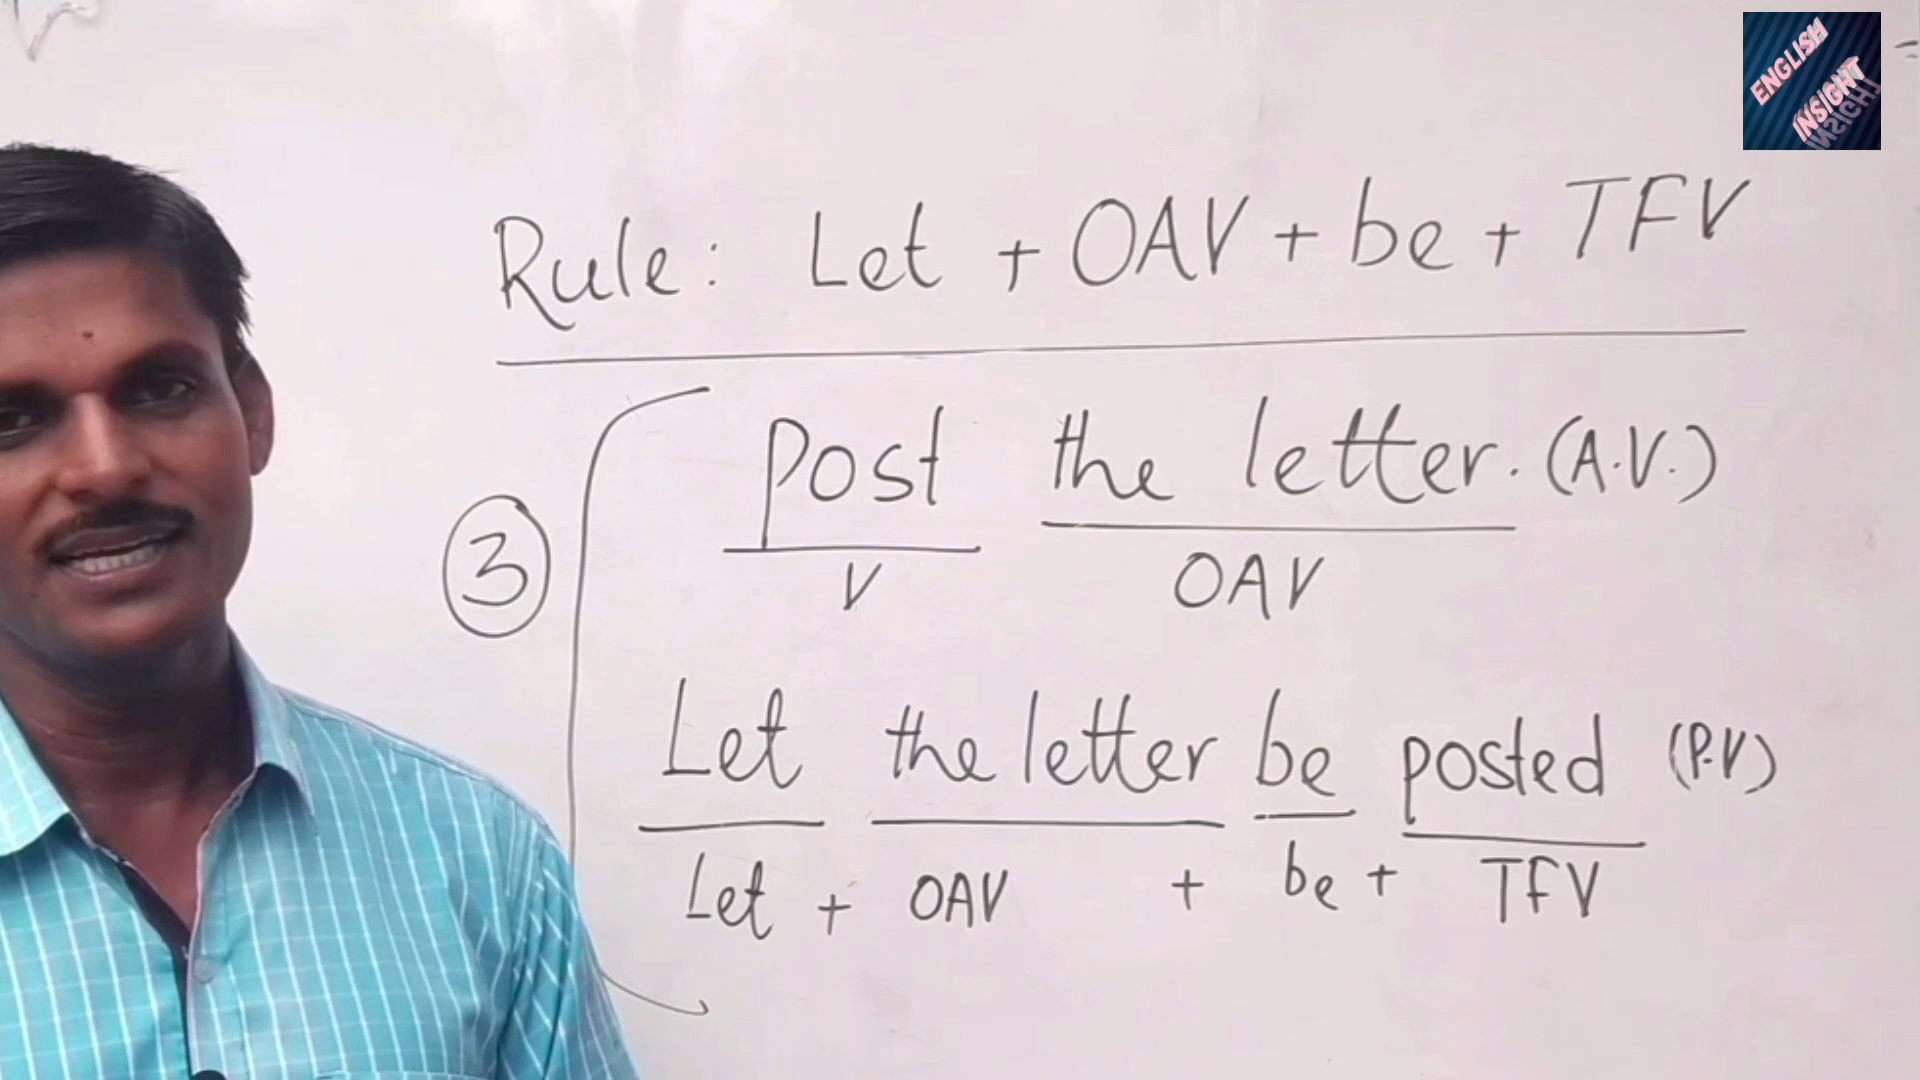 ENGLISH
INSIGHT
Rule: Let + OAV + be + TFV
3
Post the letter. (A.V.)
V OAV
Let the letter be posted (P.V)
Let + OAV + be + TFV